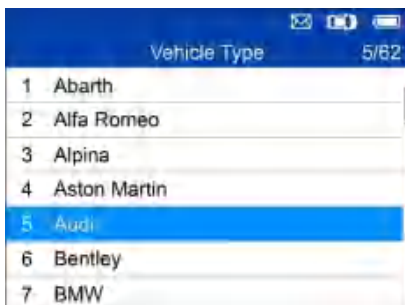 Vehicle Type 5/62
1 Abarth
2 Alfa Romeo
3 Alpina
4 Aston Martin
5 Audi
6 Bentley
7 BMW